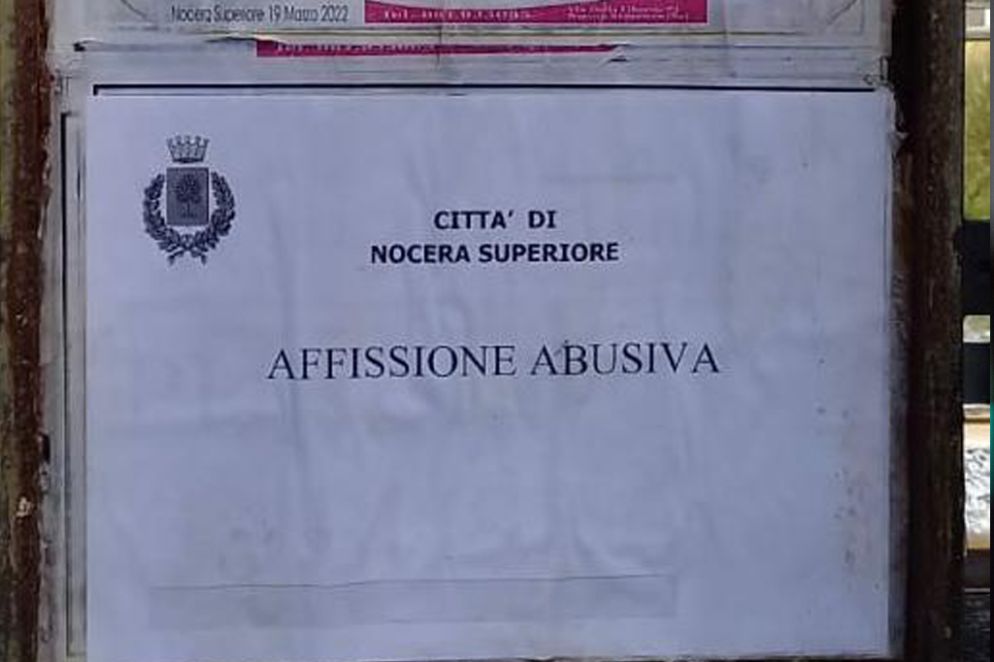 Nocera Superiore 19 Marzo 2022
CITTA' DI
NOCERA SUPERIORE
AFFISSIONE ABUSIVA